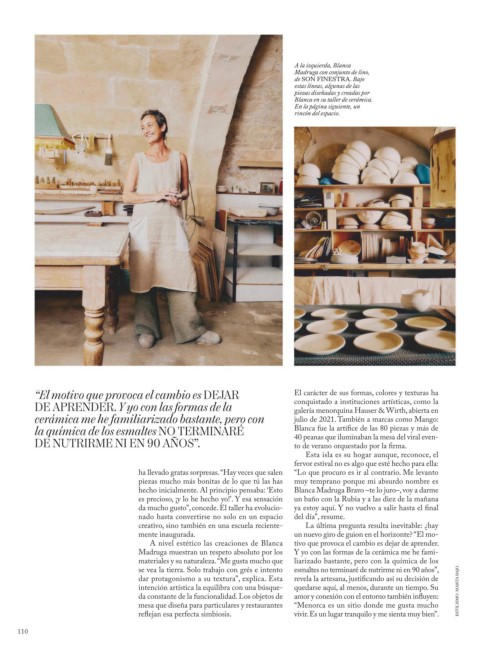 A la izquierda, Blanca
Madruga con conjunto de lino,
de SON FINESTRA. Bajo
estas líneas, algunas de las
piezas diseñadas y creadas por
Blanca en su taller de cerámica.
En la página siguiente, un
rincón del espacio.
“El motivo que provoca el cambio es DEJAR
DE APRENDER. Y yo con las formas de la
cerámica me he familiarizado bastante, pero con
la química de los esmaltes NO TERMINARÉ
DE NUTRIRME NI EN 90 AÑOS”.
ha llevado gratas sorpresas. “Hay veces que salen
piezas mucho más bonitas de lo que tú las has
hecho inicialmente. Al principio pensaba: ‘Esto
es precioso, ¡y lo he hecho yo!’. Y esa sensación
da mucho gusto”, concede. El taller ha evolucio-
nado hasta convertirse no solo en un espacio
creativo, sino también en una escuela reciente-
mente inaugurada.
A nivel estético las creaciones de Blanca
Madruga muestran un respeto absoluto por los
materiales y su naturaleza. “Me gusta mucho que
se vea la tierra. Solo trabajo con grés e intento
dar protagonismo a su textura”, explica. Esta
intención artística la equilibra con una búsque-
da constante de la funcionalidad. Los objetos de
mesa que diseña para particulares y restaurantes
reflejan esa perfecta simbiosis.
El carácter de sus formas, colores y texturas ha
conquistado a instituciones artísticas, como la
galería menorquina Hauser & Wirth, abierta en
julio de 2021. También a marcas como Mango:
Blanca fue la artífice de las 80 piezas y más de
40 peanas que iluminaban la mesa del viral even-
to de verano orquestado por la firma.
Esta isla es su hogar aunque, reconoce, el
fervor estival no es algo que esté hecho para ella:
“Lo que procuro es ir al contrario. Me levanto
muy temprano porque mi absurdo nombre es
Blanca Madruga Bravo –te lo juro–, voy a darme
un baño con la Rubia y a las diez de la mañana
ya estoy aquí. Y no vuelvo a salir hasta el final
del día”, resume.
La última pregunta resulta inevitable: ¿hay
un nuevo giro de guion en el horizonte? “El mo-
tivo que provoca el cambio es dejar de aprender.
Y yo con las formas de la cerámica me he fami-
liarizado bastante, pero con la química de los
esmaltes no terminaré de nutrirme ni en 90 años”,
revela la artesana, justificando así su decisión de
quedarse aquí, al menos, durante un tiempo. Su
amor y conexión con el entorno también influyen:
“Menorca es un sitio donde me gusta mucho
vivir. Es un lugar tranquilo y me sienta muy bien”.
110